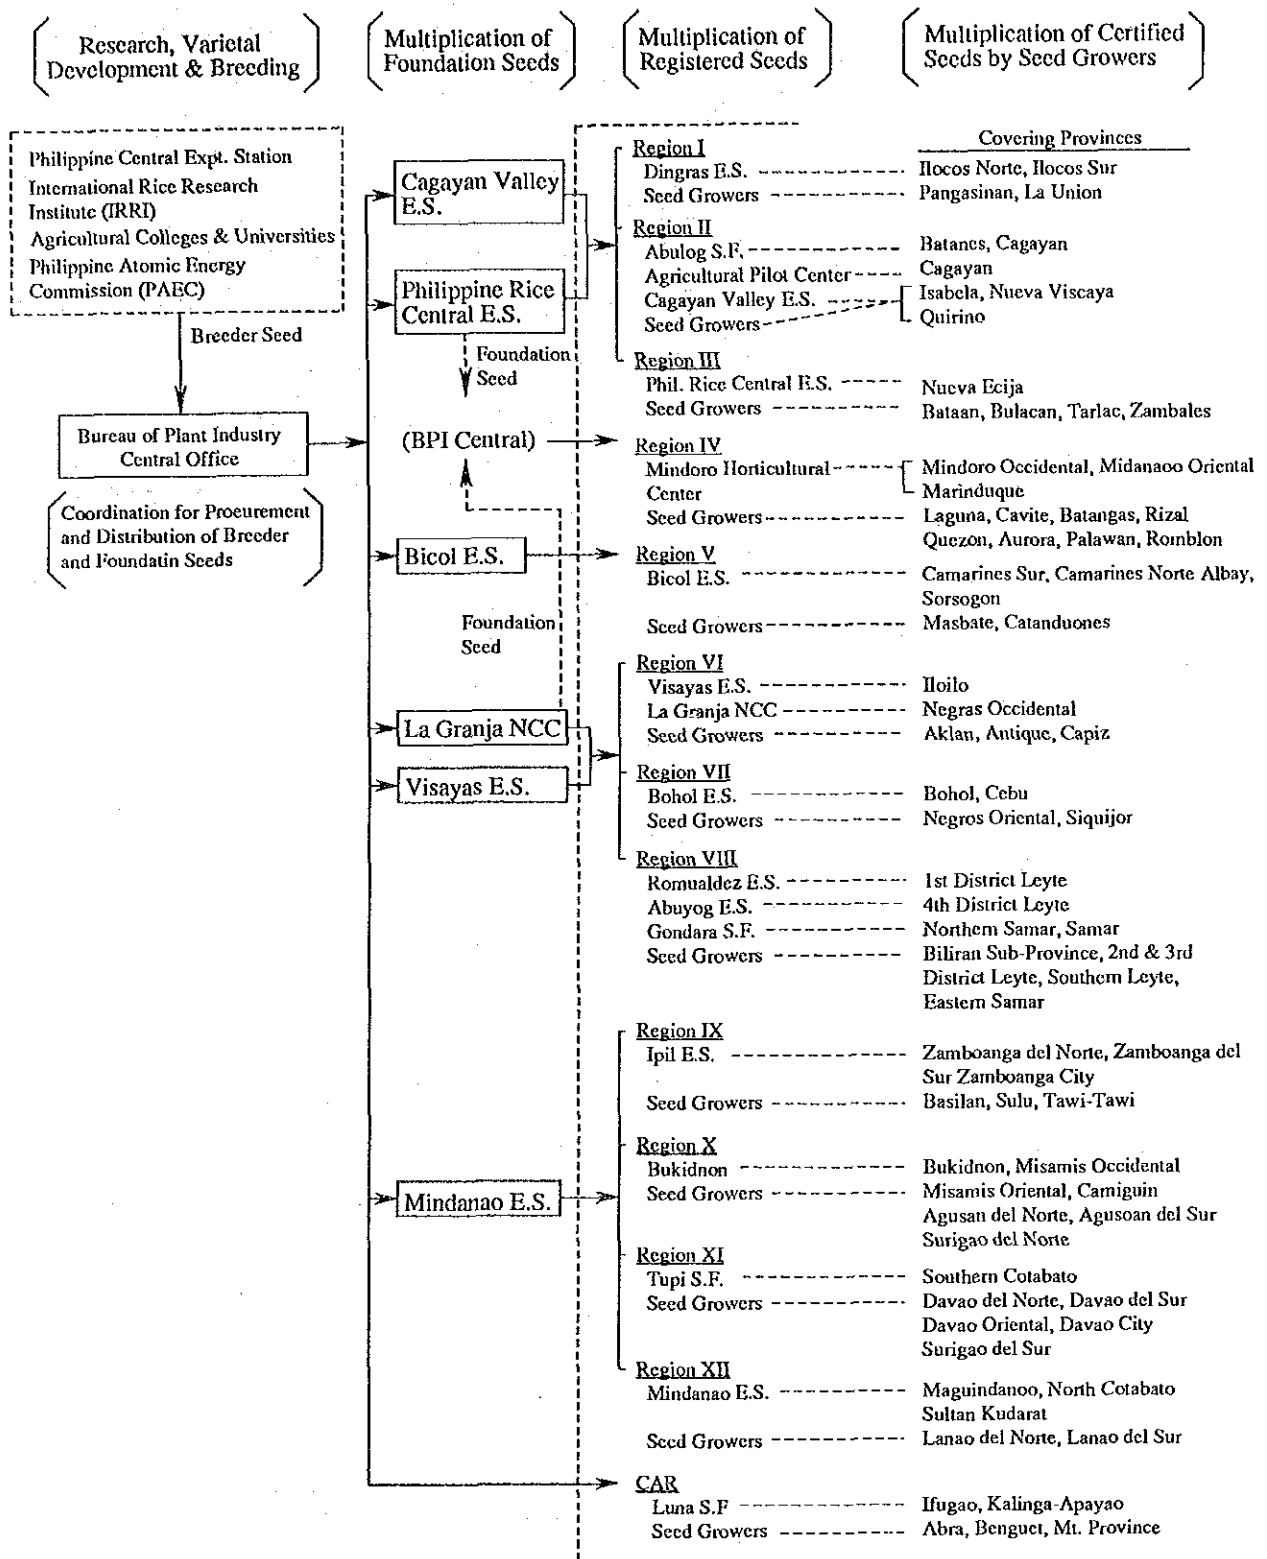 Research, Varietal
Development & Breeding
Multiplication of
Foundation Seeds
Multiplication of
Registered Seeds
Multiplication of Certified
Seeds by Seed Growers
Philippine Central Expt. Station
International Rice Research
Institute (IRRI)
Agricultural Colleges & Universities
Philippine Atomic Energy
Commission (PAEC)
Breeder Seed
Bureau of Plant Industry
Central Office
Coordination for Procurement
and Distribution of Breeder
and Foundatin Seeds
Cagayan Valley
E.S.
Philippine Rice
Central E.S.
Foundation
Seed
(BPI Central)
Bicol E.S.
Foundation
Seed
La Granja NCC
Visayas E.S.
Mindanao E.S.
Covering Provinces
Region I
Dingras E.S. Ilocos Norte, Ilocos Sur
Seed Growers Pangasinan, La Union
Region II
Abulog S.F. Batanes, Cagayan
Agricultural Pilot Center Cagayan
Cagayan Valley E.S. Isabela, Nueva Viscaya
Seed Growers Quirino
Region III
Phil. Rice Central E.S. Nueva Ecija
Seed Growers Bataan, Bulacan, Tarlac, Zambales
Region IV
Mindoro Horticultural Mindoro Occidental, Midanaoo Oriental
Center Marinduque
Seed Growers Laguna, Cavite, Batangas, Rizal
Quezon, Aurora, Palawan, Romblon
Region V
Bicol E.S. Camarines Sur, Camarines Norte Albay,
Sorsogon
Seed Growers Masbate, Catanduones
Region VI
Visayas E.S. Iloilo
La Granja NCC Negras Occidental
Seed Growers Aklan, Antique, Capiz
Region VII
Bohol E.S. Bohol, Cebu
Seed Growers Negros Oriental, Siquijor
Region VIII
Romualdez E.S. 1st District Leyte
Abuyog E.S. 4th District Leyte
Gondara S.F. Northern Samar, Samar
Seed Growers Biliran Sub-Province, 2nd & 3rd
District Leyte, Southern Leyte,
Eastern Samar
Region IX
Ipil E.S. Zamboanga del Norte, Zamboanga del
Sur Zamboanga City
Seed Growers Basilan, Sulu, Tawi-Tawi
Region X
Bukidnon Bukidnon, Misamis Occidental
Seed Growers Misamis Oriental, Camiguin
Agusan del Norte, Agusoan del Sur
Surigao del Norte
Region XI
Tupi S.F. Southern Cotabato
Seed Growers Davao del Norte, Davao del Sur
Davao Oriental, Davao City
Surigao del Sur
Region XII
Mindanao E.S. Maguindanoo, North Cotabato
Sultan Kudarat
Seed Growers Lanao del Norte, Lanao del Sur
CAR
Luna S.F Ifugao, Kalinga-Apayao
Seed Growers Abra, Benguet, Mt. Province